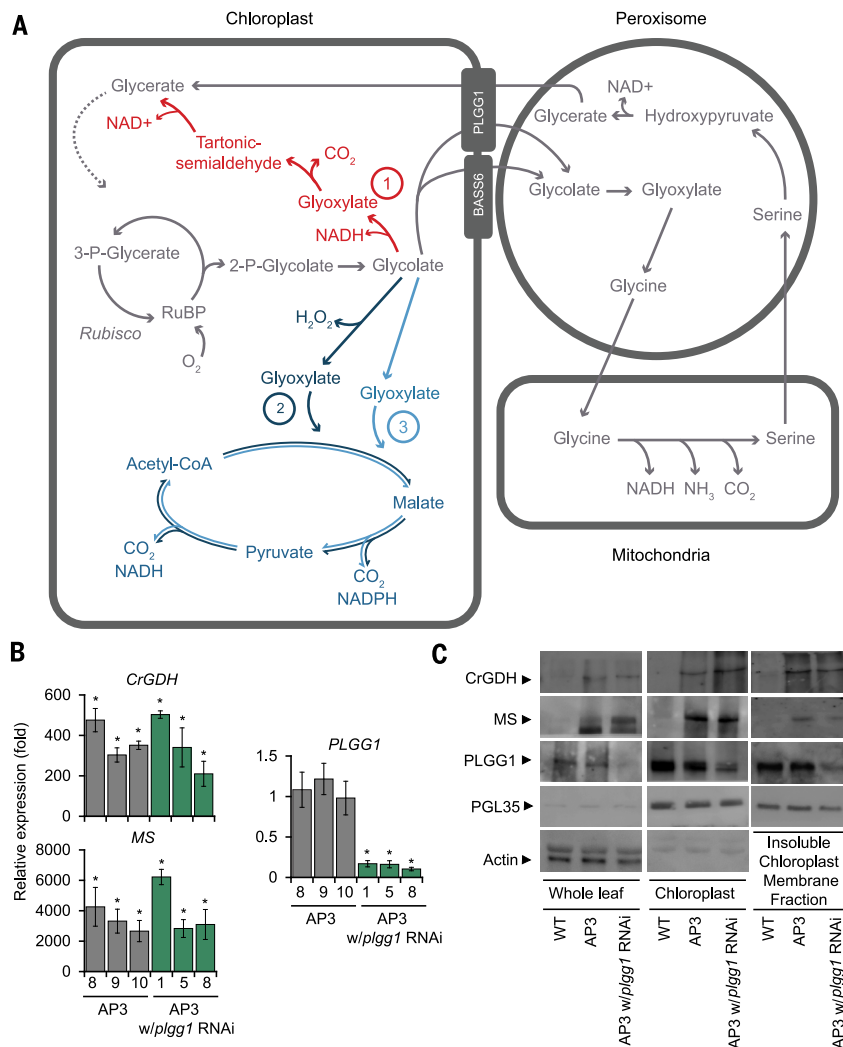 A
Chloroplast
Peroxisome
Glycerate
NAD+
Tartonic-
semialdehyde
CO2
Glyoxylate
1
NADH
3-P-Glycerate
2-P-Glycolate
Glycolate
RuBP
Rubisco
O2
H2O2
Glyoxylate
2
Glyoxylate
3
Acetyl-CoA
Malate
Pyruvate
CO2
NADH
CO2
NADPH
PLGG1
BASS6
NAD+
Glycerate
Hydroxypyruvate
Glycolate
Glyoxylate
Serine
Glycine
Glycine
Serine
NADH
NH3
CO2
Mitochondria
B
Relative expression (fold)
CrGDH
600
400
200
0
* * * * * *
MS
8000
6000
4000
2000
0
* * * * * *
8 9 10 1 5 8
AP3
AP3
w/plgg1 RNAi
PLGG1
1.5
1
0.5
0
* * *
8 9 10 1 5 8
AP3
AP3
w/plgg1 RNAi
C
CrGDH
MS
PLGG1
PGL35
Actin
Whole leaf
Chloroplast
Insoluble
Chloroplast
Membrane
Fraction
WT
AP3
AP3 w/plgg1 RNAi
WT
AP3
AP3 w/plgg1 RNAi
WT
AP3
AP3 w/plgg1 RNAi